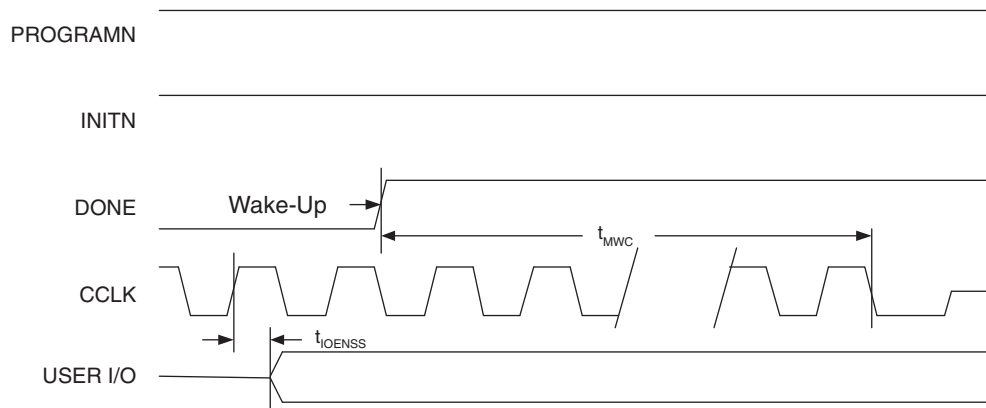 PROGRAMN
INITN
DONE
Wake-Up
tMWC
CCLK
tIOENSS
USER I/O